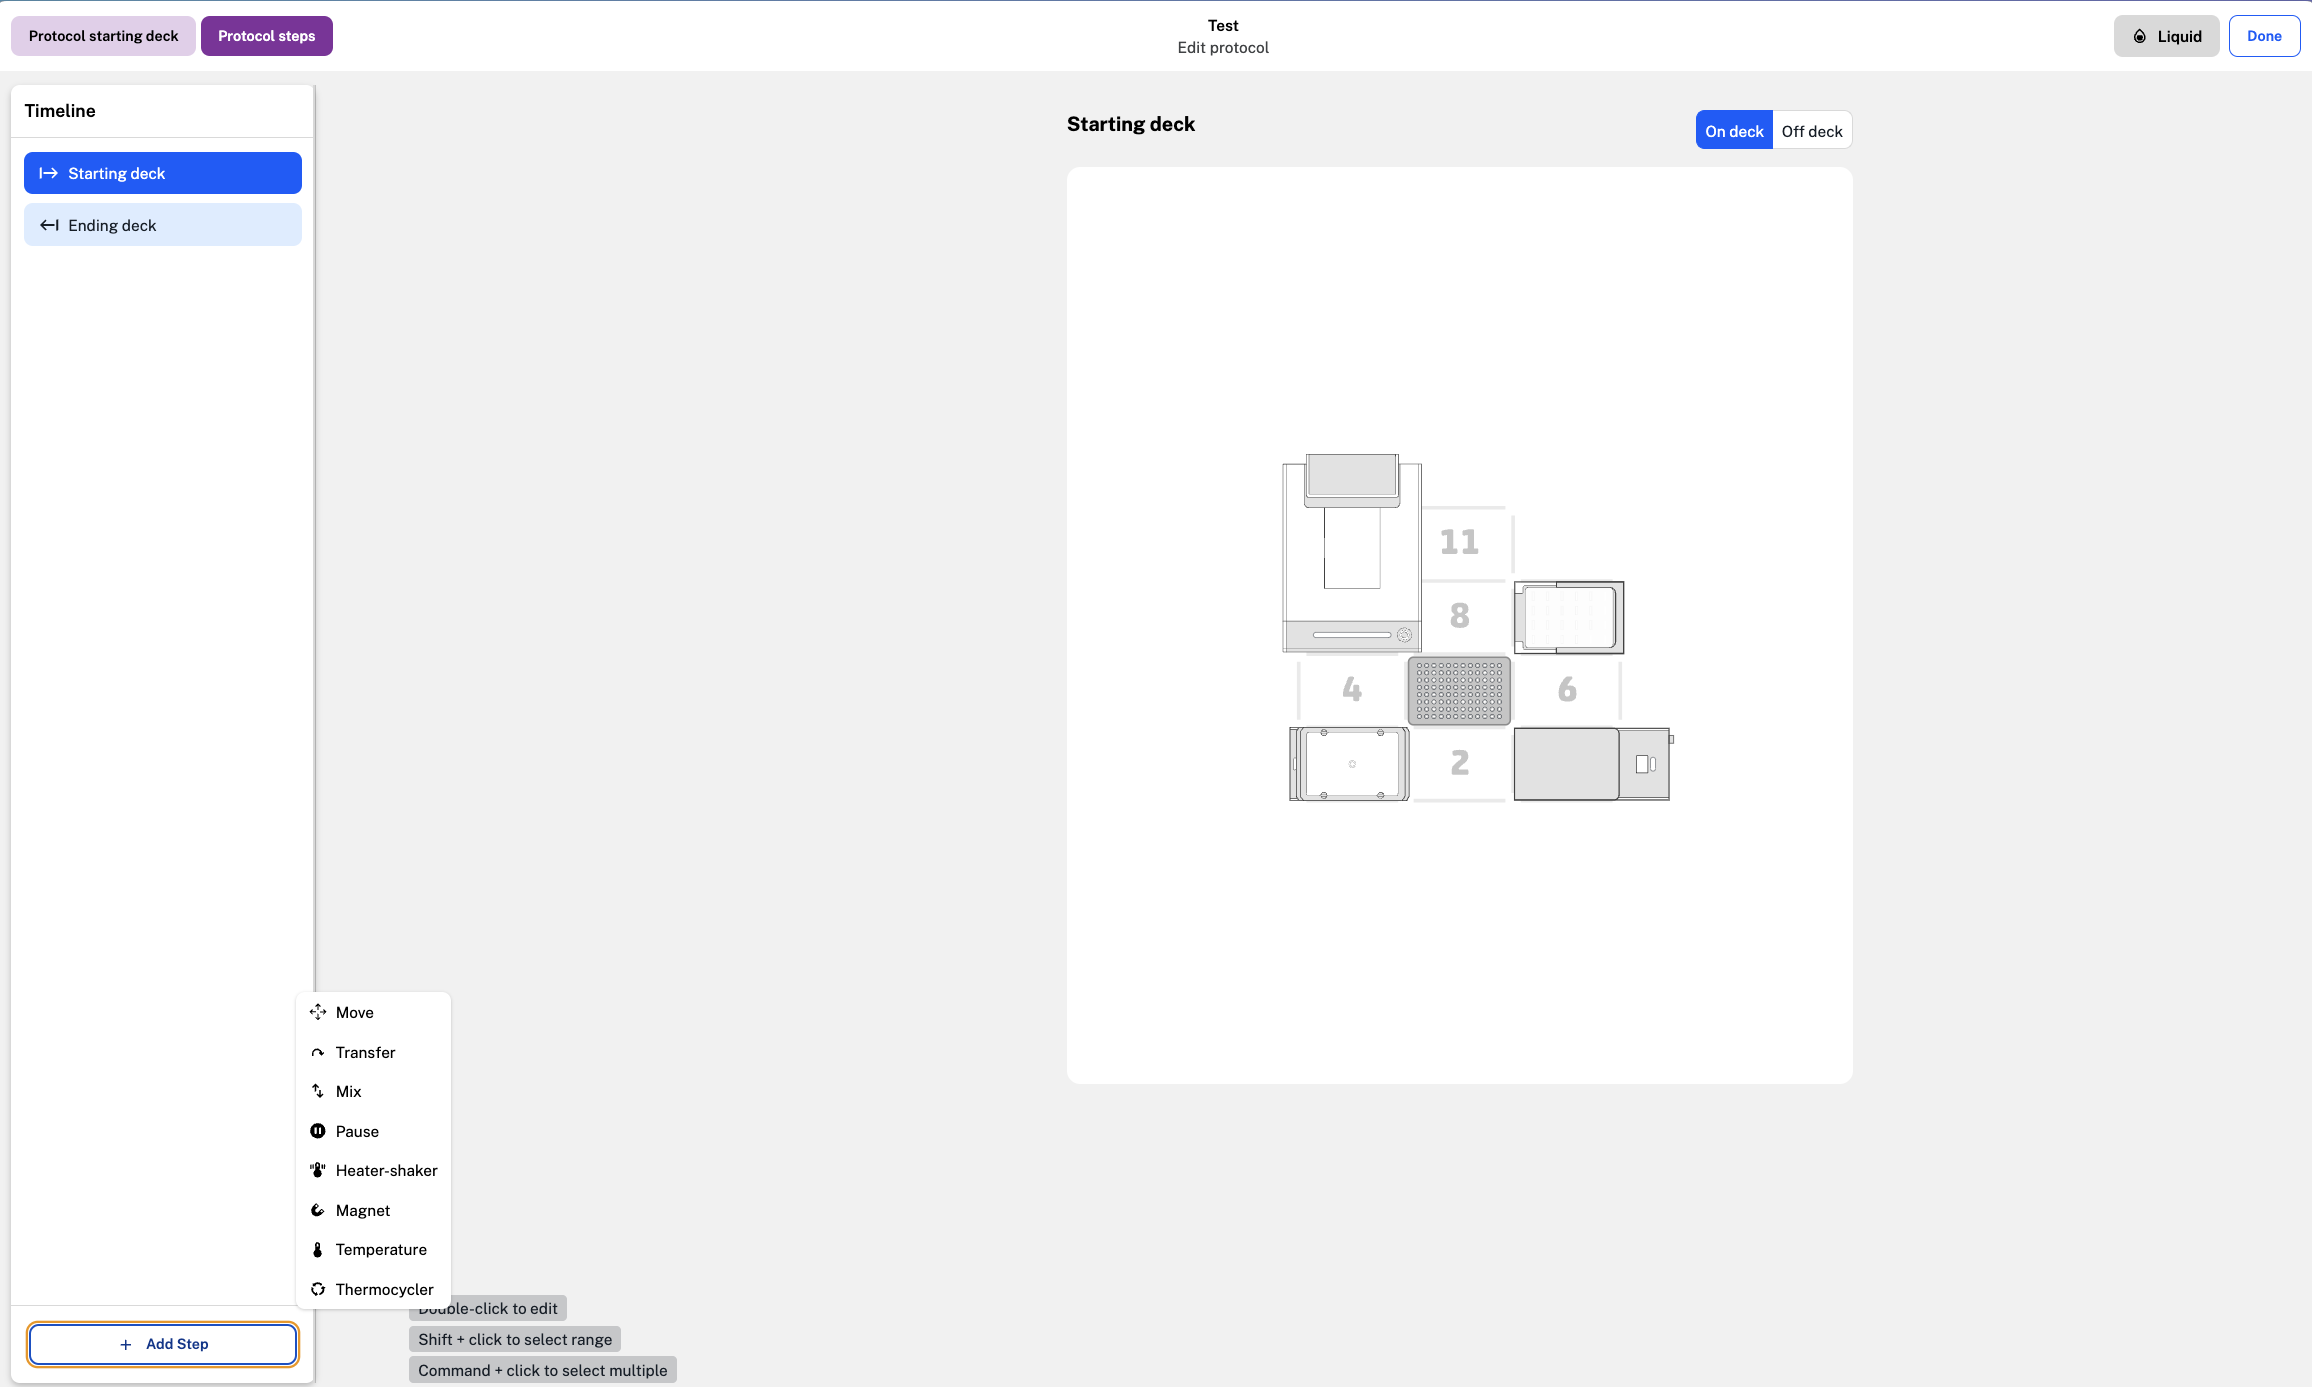 Protocol starting deck
Protocol steps
Test
Edit protocol
Liquid
Done
Timeline
Starting deck
Ending deck
Starting deck
On deck
Off deck
11
8
4
6
2
Move
Transfer
Mix
Pause
Heater-shaker
Magnet
Temperature
Thermocycler
Double-click to edit
Shift + click to select range
Command + click to select multiple
+ Add Step